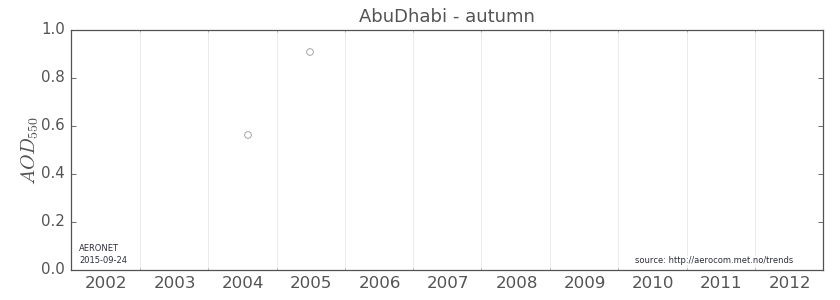 AbuDhabi - autumn
1.0
0.8
0.6
0.4
0.2
0.0
AOD550
AERONET
2015-09-24
source: http://aerocom.met.no/trends
2002 2003 2004 2005 2006 2007 2008 2009 2010 2011 2012